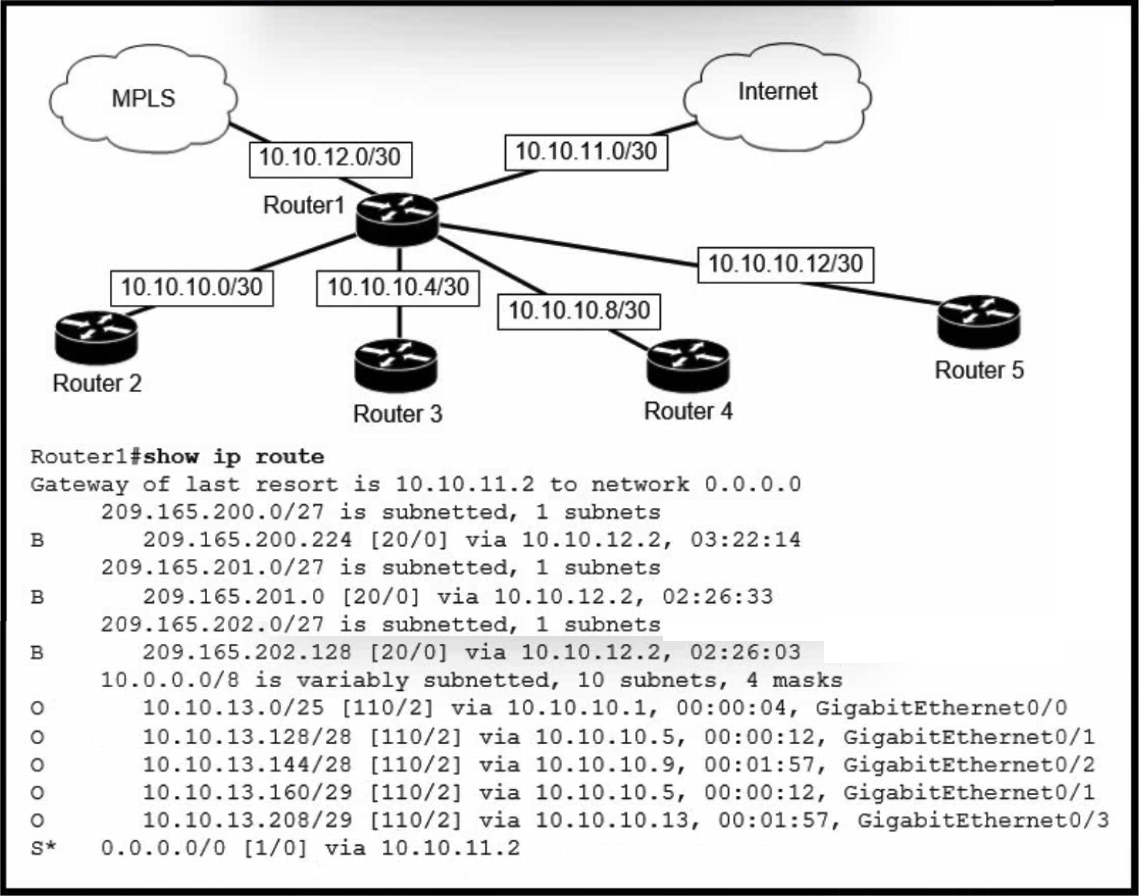 MPLS
Internet
10.10.12.0/30
10.10.11.0/30
Router1
10.10.10.12/30
10.10.10.0/30
10.10.10.4/30
10.10.10.8/30
Router 2
Router 3
Router 4
Router 5
Router1#show ip route
Gateway of last resort is 10.10.11.2 to network 0.0.0.0
209.165.200.0/27 is subnetted, 1 subnets
B 209.165.200.224 [20/0] via 10.10.12.2, 03:22:14
209.165.201.0/27 is subnetted, 1 subnets
B 209.165.201.0 [20/0] via 10.10.12.2, 02:26:33
209.165.202.0/27 is subnetted, 1 subnets
B 209.165.202.128 [20/0] via 10.10.12.2, 02:26:03
10.0.0.0/8 is variably subnetted, 10 subnets, 4 masks
O 10.10.13.0/25 [110/2] via 10.10.10.1, 00:00:04, GigabitEthernet0/0
O 10.10.13.128/28 [110/2] via 10.10.10.5, 00:00:12, GigabitEthernet0/1
O 10.10.13.144/28 [110/2] via 10.10.10.9, 00:01:57, GigabitEthernet0/2
O 10.10.13.160/29 [110/2] via 10.10.10.5, 00:00:12, GigabitEthernet0/1
O 10.10.13.208/29 [110/2] via 10.10.10.13, 00:01:57, GigabitEthernet0/3
S* 0.0.0.0/0 [1/0] via 10.10.11.2